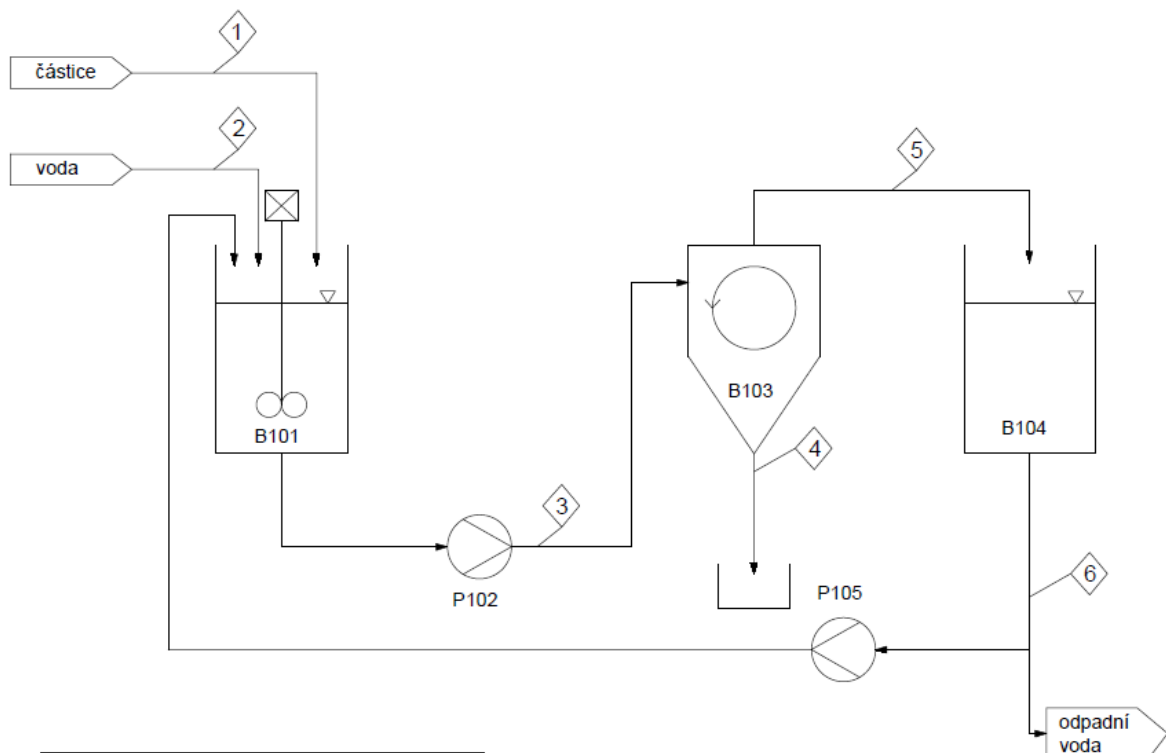 1
částice
2
voda
5
B103
B104
4
B101
3
P102
P105
6
odpadní
voda